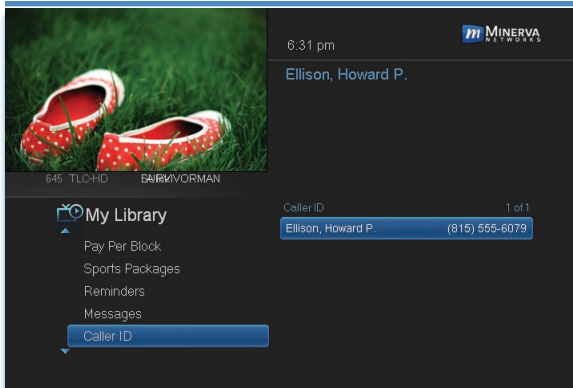 6:31 pm
m MINERVA
NETWORKS
Ellison, Howard P.
645 TLC-HD
My Library
Pay Per Block
Sports Packages
Reminders
Messages
Caller ID
Caller ID 1 of 1
Ellison, Howard P. (815) 555-6079